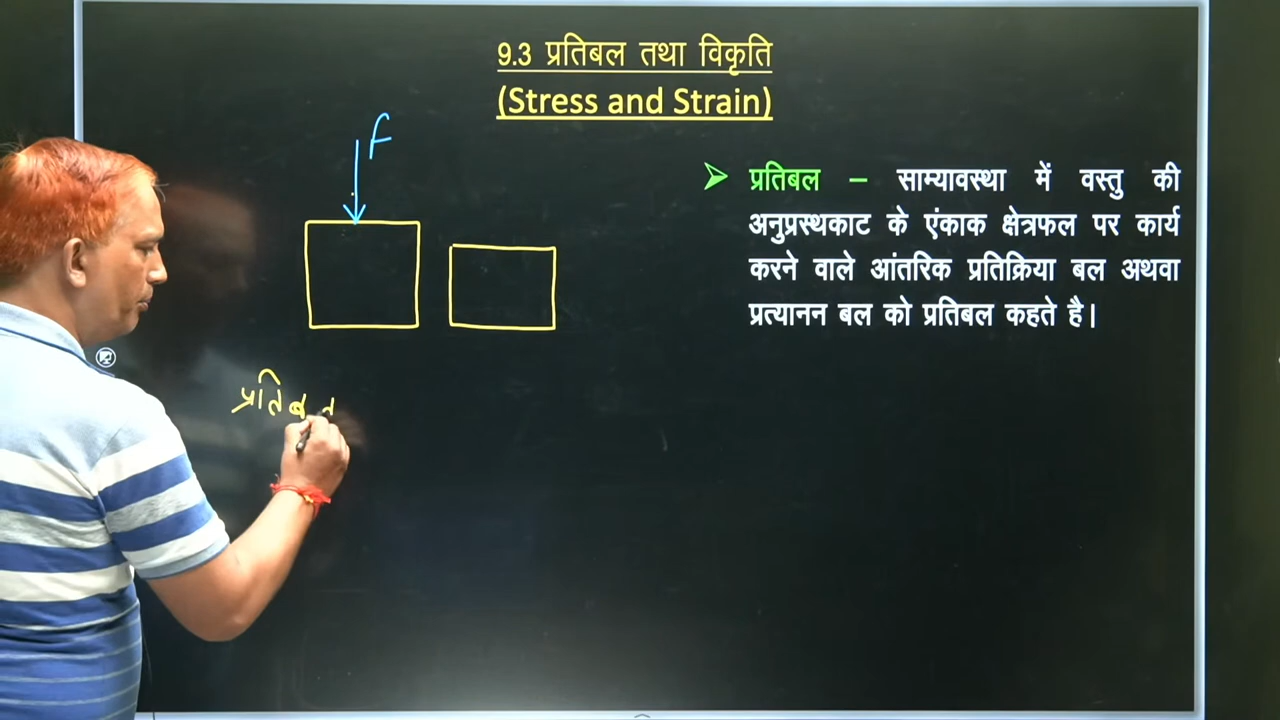 9.3 प्रतिबल तथा विकृति
(Stress and Strain)
F
प्रतिबल – साम्यावस्था में वस्तु की
अनुप्रस्थकाट के एंकाक क्षेत्रफल पर कार्य
करने वाले आंतरिक प्रतिक्रिया बल अथवा
प्रत्यानन बल को प्रतिबल कहते है।